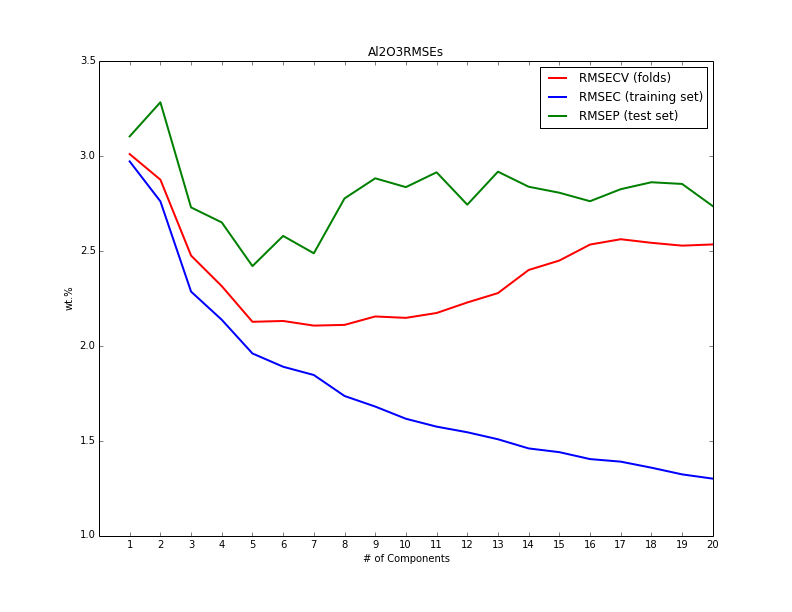 Al2O3RMSEs
3.5
3.0
2.5
2.0
1.5
1.0
wt.%
RMSECV (folds)
RMSEC (training set)
RMSEP (test set)
1 2 3 4 5 6 7 8 9 10 11 12 13 14 15 16 17 18 19 20
# of Components